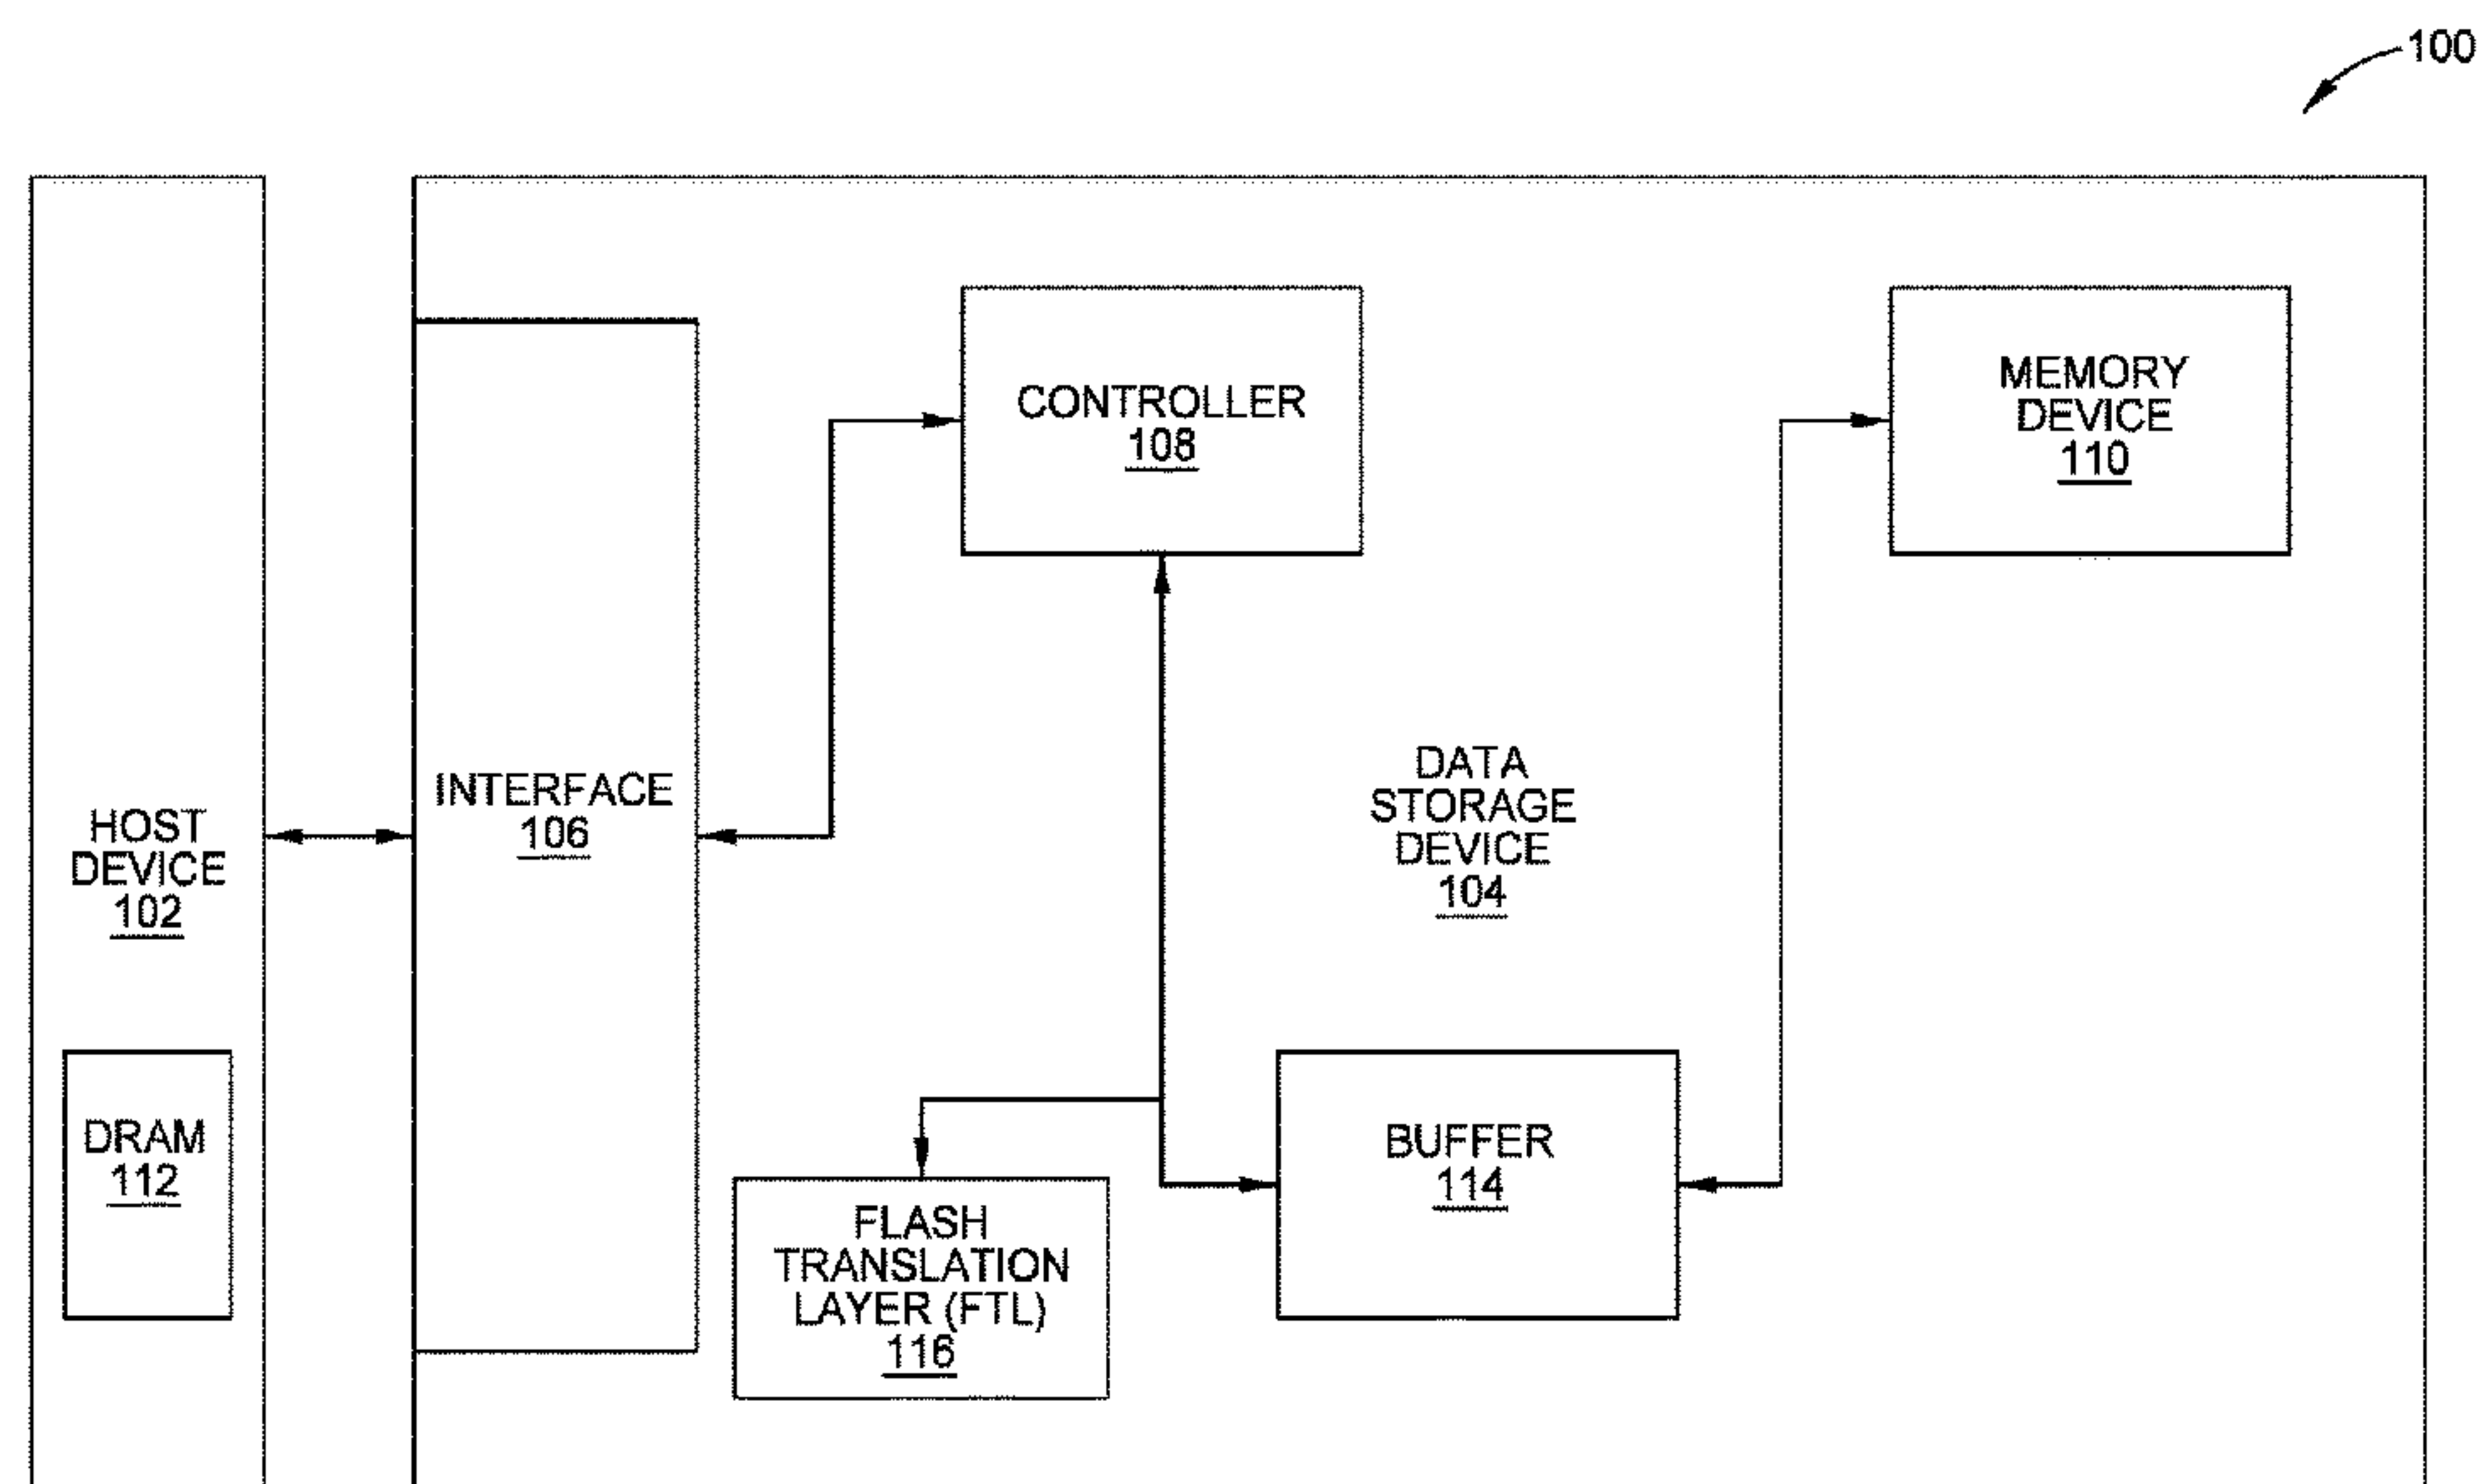 100
CONTROLLER
108
MEMORY
DEVICE
110
INTERFACE
106
HOST
DEVICE
102
DATA
STORAGE
DEVICE
104
DRAM
112
BUFFER
114
FLASH
TRANSLATION
LAYER (FTL)
116